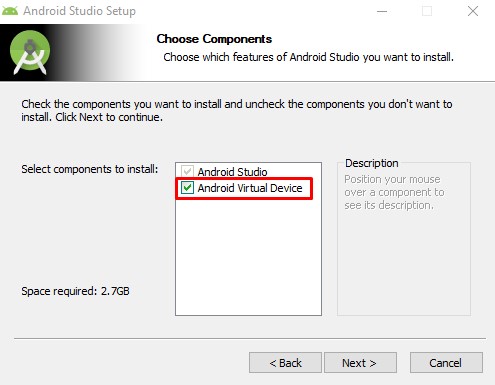 Android Studio Setup
Choose Components
Choose which features of Android Studio you want to install.
Check the components you want to install and uncheck the components you don't want to
install. Click Next to continue.
Select components to install:
Android Studio
Android Virtual Device
Description
Position your mouse
over a component to
see its description.
Space required: 2.7GB
< Back
Next >
Cancel